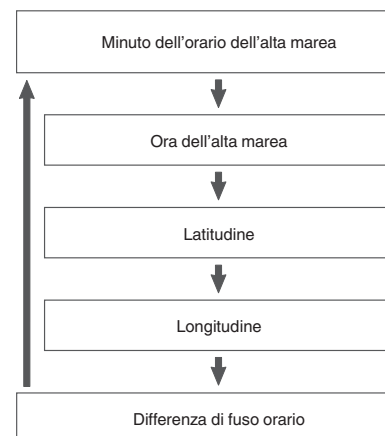 Minuto dell'orario dell'alta marea
Ora dell'alta marea
Latitudine
Longitudine
Differenza di fuso orario